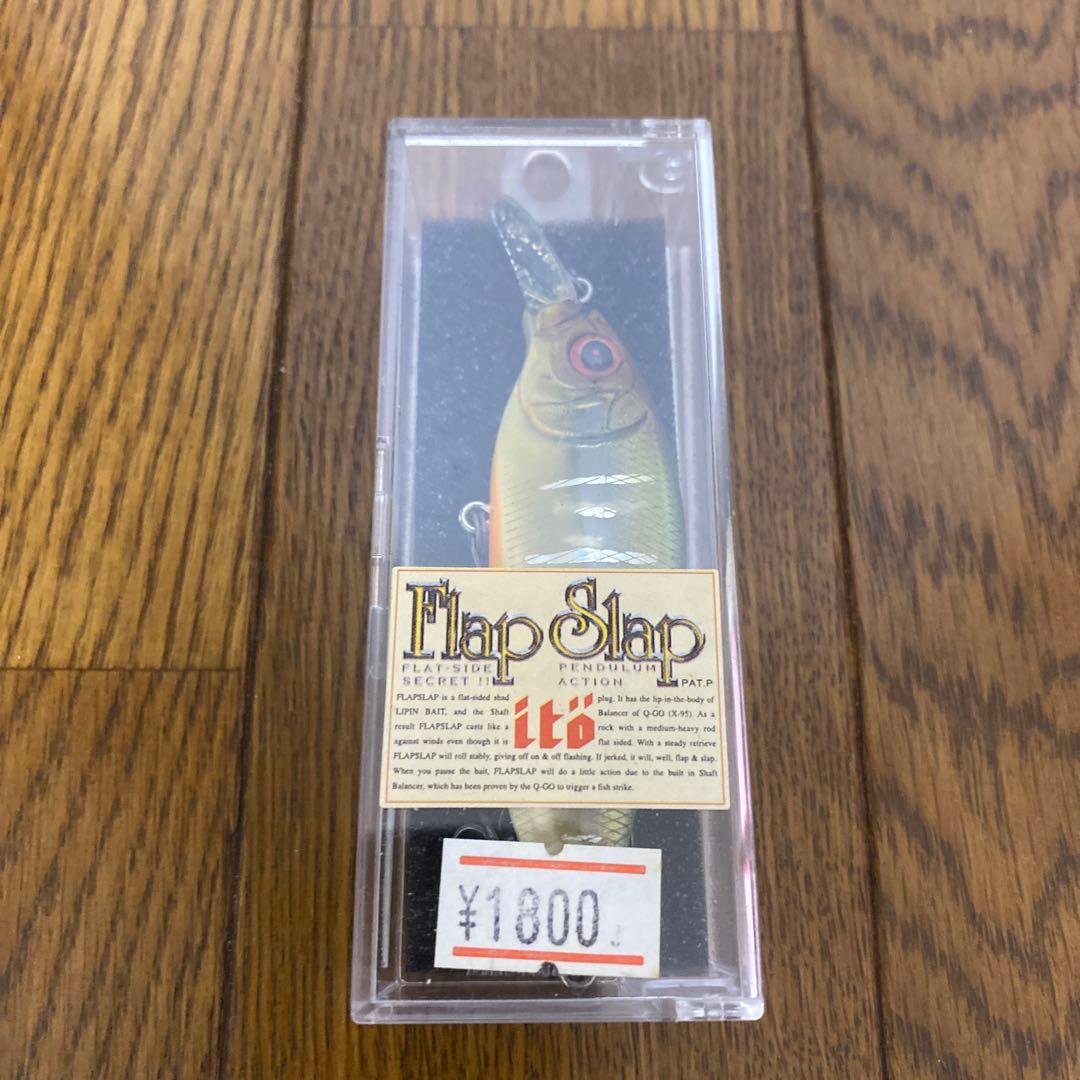 Flap Slap
FLAT-SIDE PENDULUM
SECRET !! ACTION PAT.P
FLAPSLAP is a flat-sided shad plug. It has the lip-in-the-body of
'LIPIN BAIT, and the Shaft Balancer of Q-GO (X-95). As a
result FLAPSLAP casts like a rock with a medium-heavy rod
against winds even though it is flat sided. With a steady retrieve
FLAPSLAP will roll stably, giving off on & off flashing. If jerked, it will, well, flap & slap.
When you pause the bait, FLAPSLAP will do a little action due to the built in Shaft
Balancer, which has been proven by the Q-GO to trigger a fish strike.
itö
¥1800